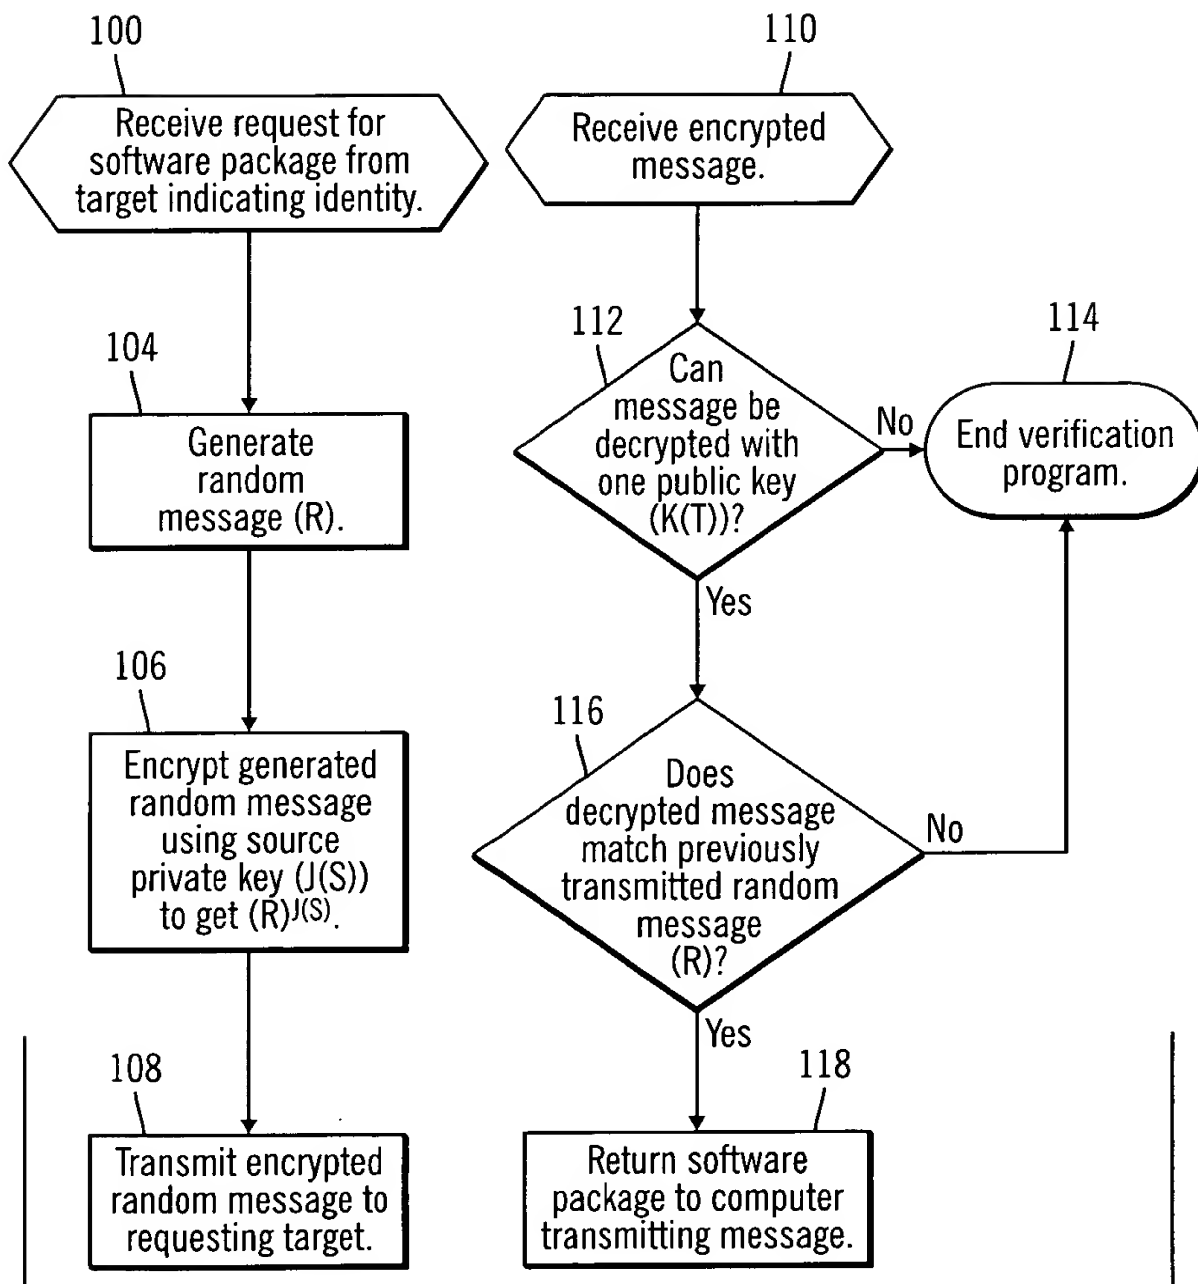 100
Receive request for
software package from
target indicating identity.
104
Generate
random
message (R).
106
Encrypt generated
random message
using source
private key (J(S))
to get (R)ᴶ⁽ˢ⁾.
108
Transmit encrypted
random message to
requesting target.
110
Receive encrypted
message.
112
Can
message be
decrypted with
one public key
(K(T))?
No
114
End verification
program.
Yes
116
Does
decrypted message
match previously
transmitted random
message
(R)?
No
Yes
118
Return software
package to computer
transmitting message.